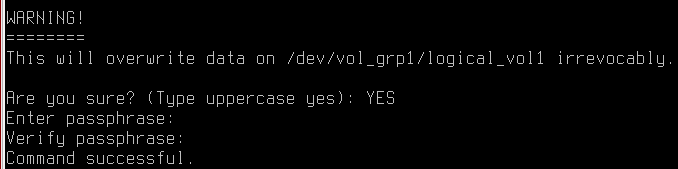 WARNING!
========
This will overwrite data on /dev/vol_grp1/logical_vol1 irrevocably.
Are you sure? (Type uppercase yes): YES
Enter passphrase:
Verify passphrase:
Command successful.